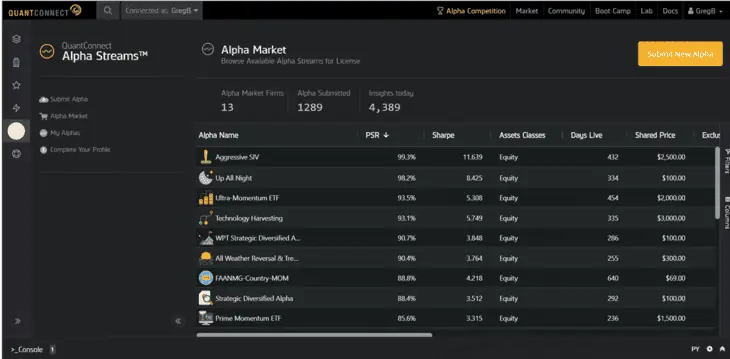 QUANTCONNECT
Connected as: GregB
Alpha Competition
Market
Community
Boot Camp
Lab
Docs
GregB
QuantConnect
Alpha Streams™
Submit Alpha
Alpha Market
My Alphas
Complete Your Profile
Alpha Market
Browse Available Alpha Streams for License
Submit New Alpha
Alpha Market Firms Alpha Submitted Insights today
13 1289 4,389
Alpha Name PSR Sharpe Assets Classes Days Live Shared Price Exclu
Aggressive SIV 99.3% 11.639 Equity 432 $2,500.00
Up All Night 98.2% 8.425 Equity 334 $100.00
Ultra-Momentum ETF 93.5% 5.308 Equity 454 $2,000.00
Technology Harvesting 93.1% 5.749 Equity 335 $3,000.00
WPT Strategic Diversified A... 90.7% 3.848 Equity 286 $100.00
All Weather Reversal & Tre... 90.4% 3.764 Equity 255 $300.00
FAANMG-Country-MOM 88.8% 4.218 Equity 640 $69.00
Strategic Diversified Alpha 88.4% 3.512 Equity 292 $100.00
Prime Momentum ETF 85.6% 3.315 Equity 236 $1,500.00
Filters
Columns
>_Console 1
PY